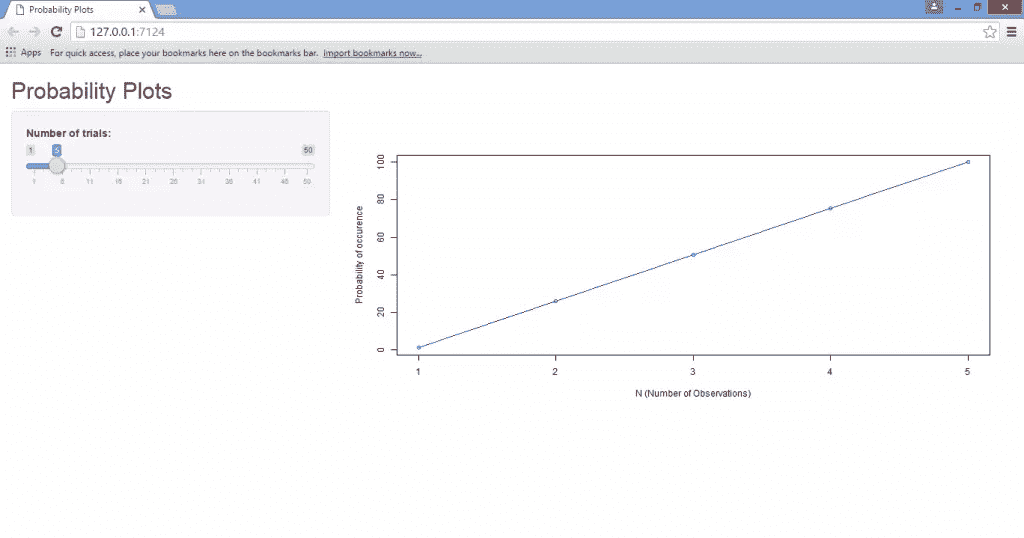 Probability Plots
127.0.0.1:7124
Apps For quick access, place your bookmarks here on the bookmarks bar. Import bookmarks now...
Probability Plots
Number of trials:
1 5 50
1 6 11 16 21 26 31 36 41 46 50
Probability of occurence
100
80
60
40
20
0
1 2 3 4 5
N (Number of Observations)